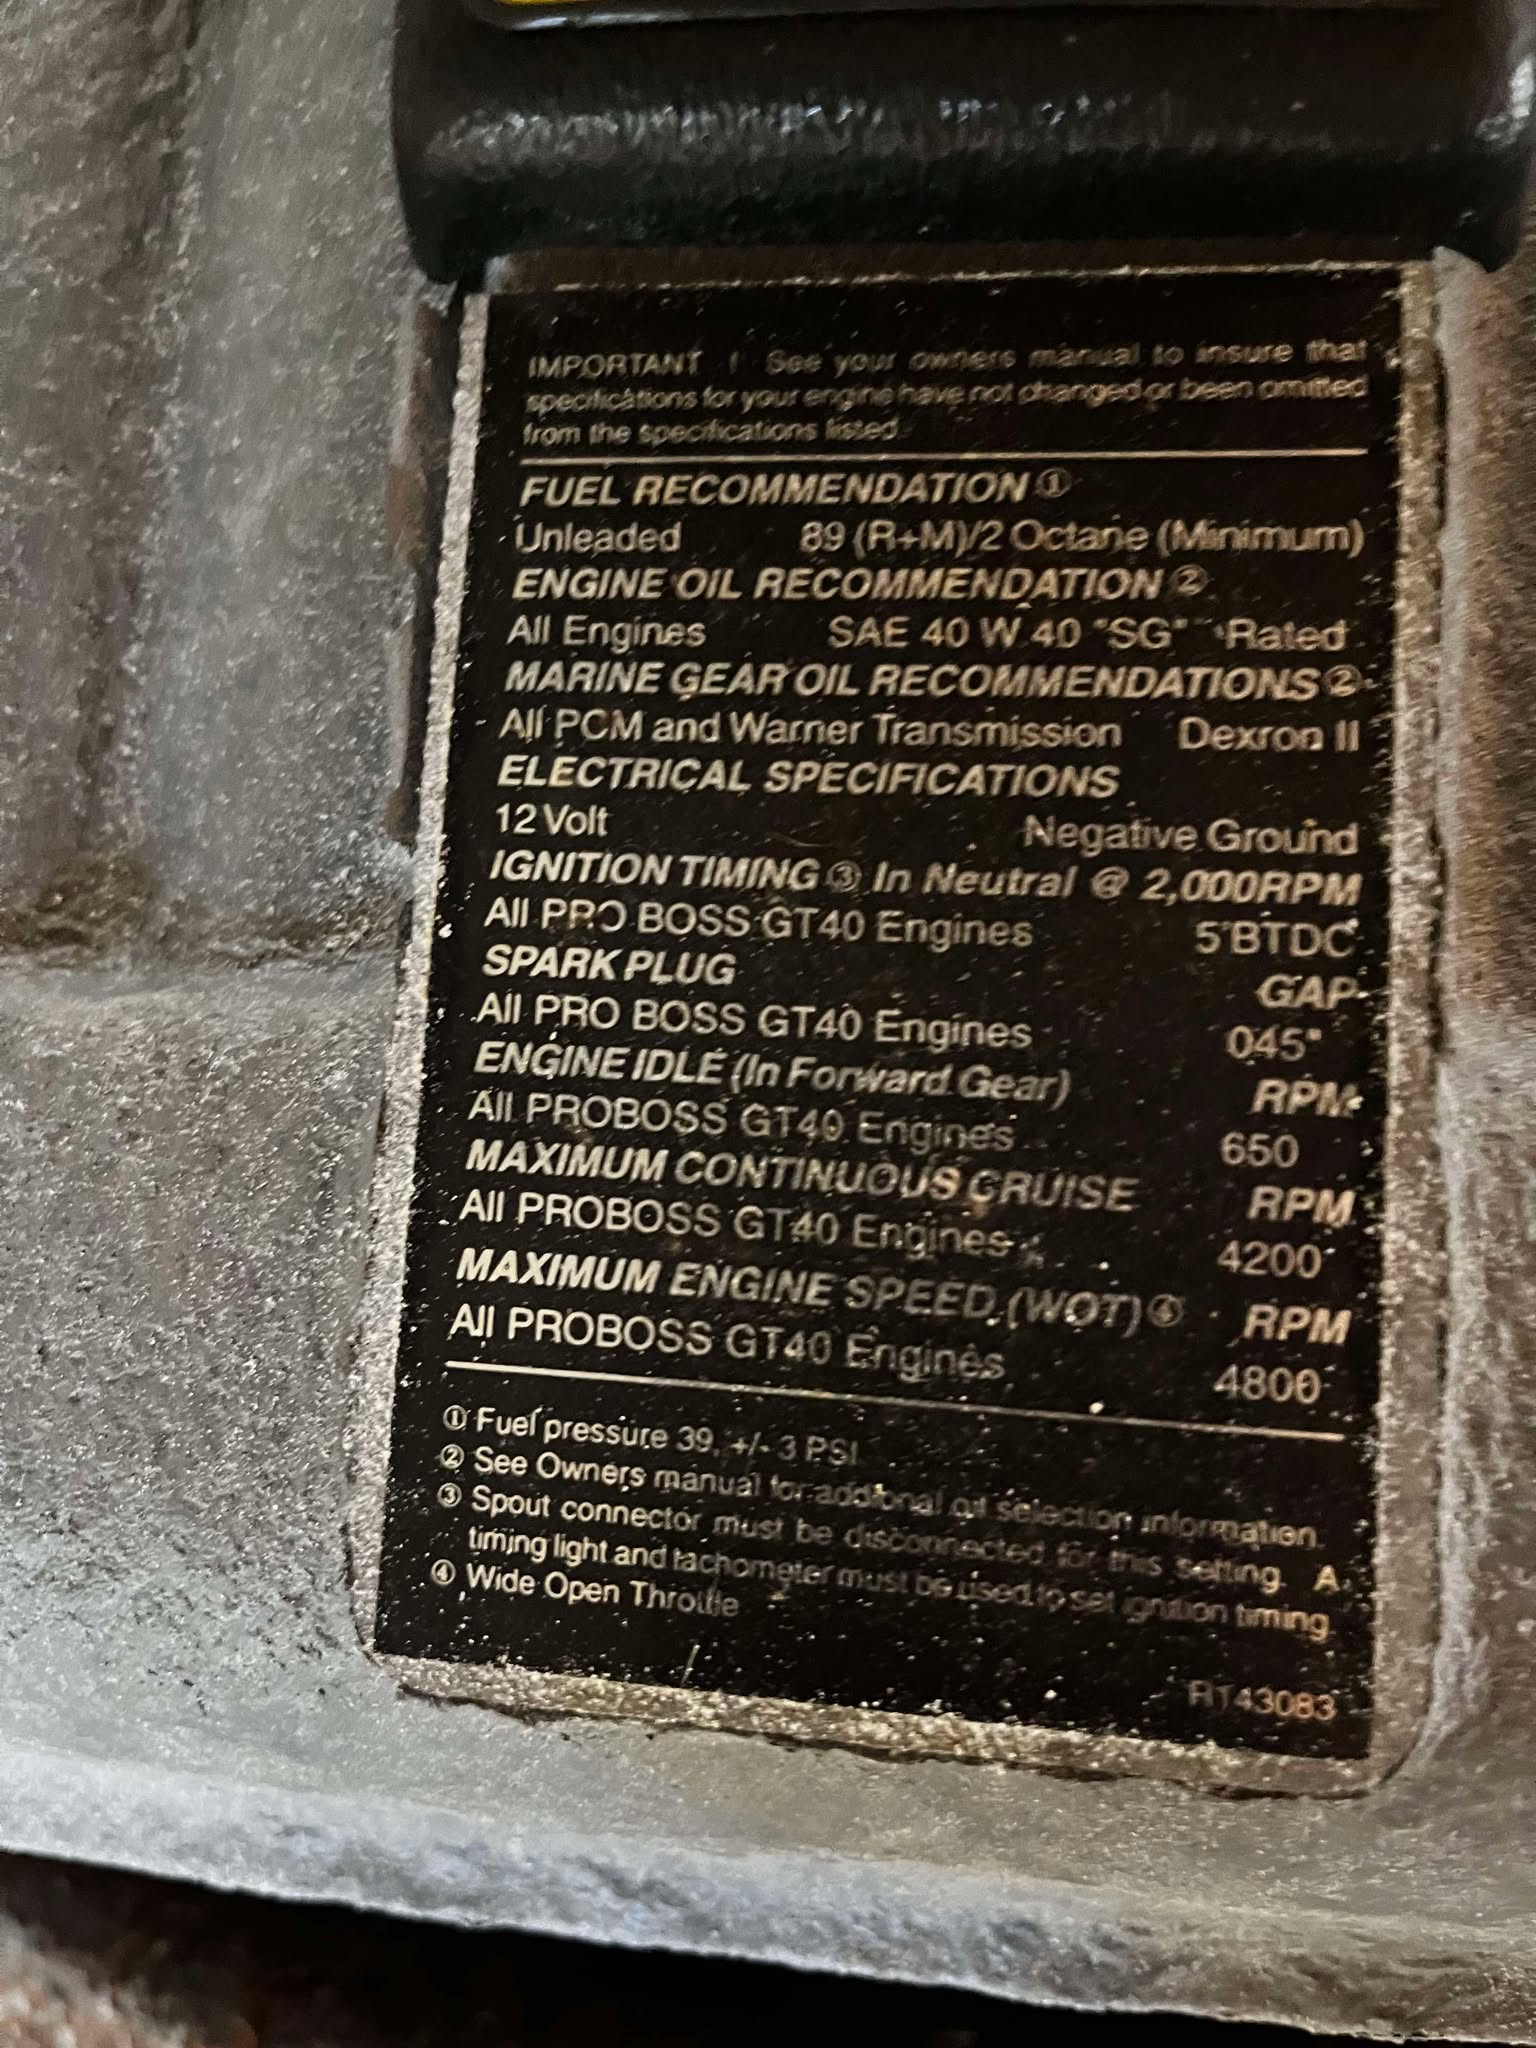 IMPORTANT ! See your owners manual to insure that
specifications for your engine have not changed or been omitted
from the specifications listed.
FUEL RECOMMENDATION ①
Unleaded 89 (R+M)/2 Octane (Minimum)
ENGINE OIL RECOMMENDATION ②
All Engines SAE 40 W 40 "SG" Rated
MARINE GEAR OIL RECOMMENDATIONS ②
All PCM and Warner Transmission Dexron II
ELECTRICAL SPECIFICATIONS
12 Volt Negative Ground
IGNITION TIMING ③ In Neutral @ 2,000RPM
All PRO BOSS GT40 Engines 5°BTDC
SPARK PLUG GAP
All PRO BOSS GT40 Engines .045"
ENGINE IDLE (In Forward Gear) RPM
All PROBOSS GT40 Engines 650
MAXIMUM CONTINUOUS CRUISE RPM
All PROBOSS GT40 Engines 4200
MAXIMUM ENGINE SPEED (WOT) ④ RPM
All PROBOSS GT40 Engines 4800
① Fuel pressure 39, +/- 3 PSI
② See Owners manual for additional oil selection information.
③ Spout connector must be disconnected for this setting. A
timing light and tachometer must be used to set ignition timing
④ Wide Open Throttle
RT43083